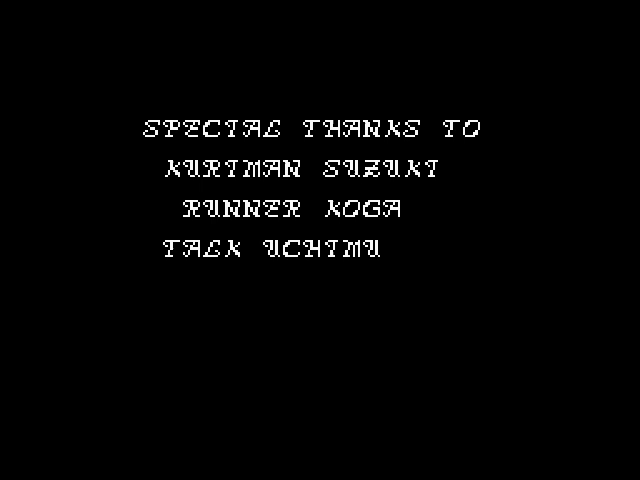 SPECIAL THANKS TO
KURIMAN SUZUKI
RUNNER KOGA
TALK UCHIMU